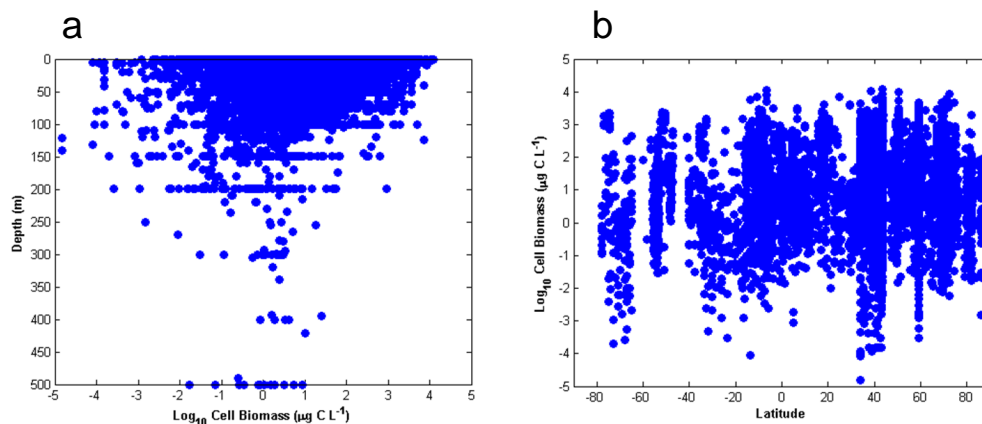 a
b
0
50
100
150
200
250
300
350
400
450
500
Depth (m)
-5 -4 -3 -2 -1 0 1 2 3 4 5
Log₁₀ Cell Biomass (µg C L⁻¹)
5
4
3
2
1
0
-1
-2
-3
-4
-5
Log₁₀ Cell Biomass (µg C L⁻¹)
-80 -60 -40 -20 0 20 40 60 80
Latitude